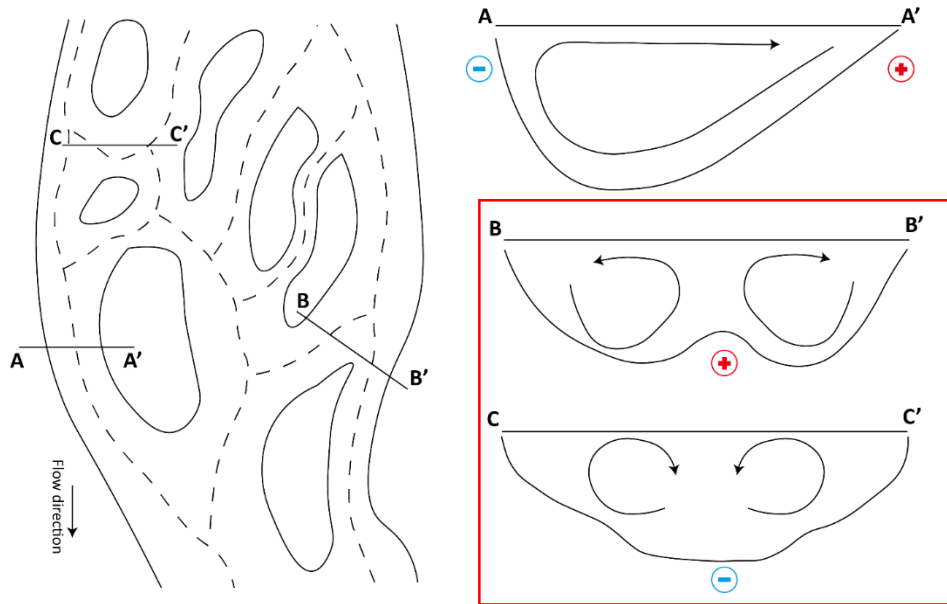 A A'
− +
C C'
B B'
+
B
A A'
B'
C C'
−
Flow direction